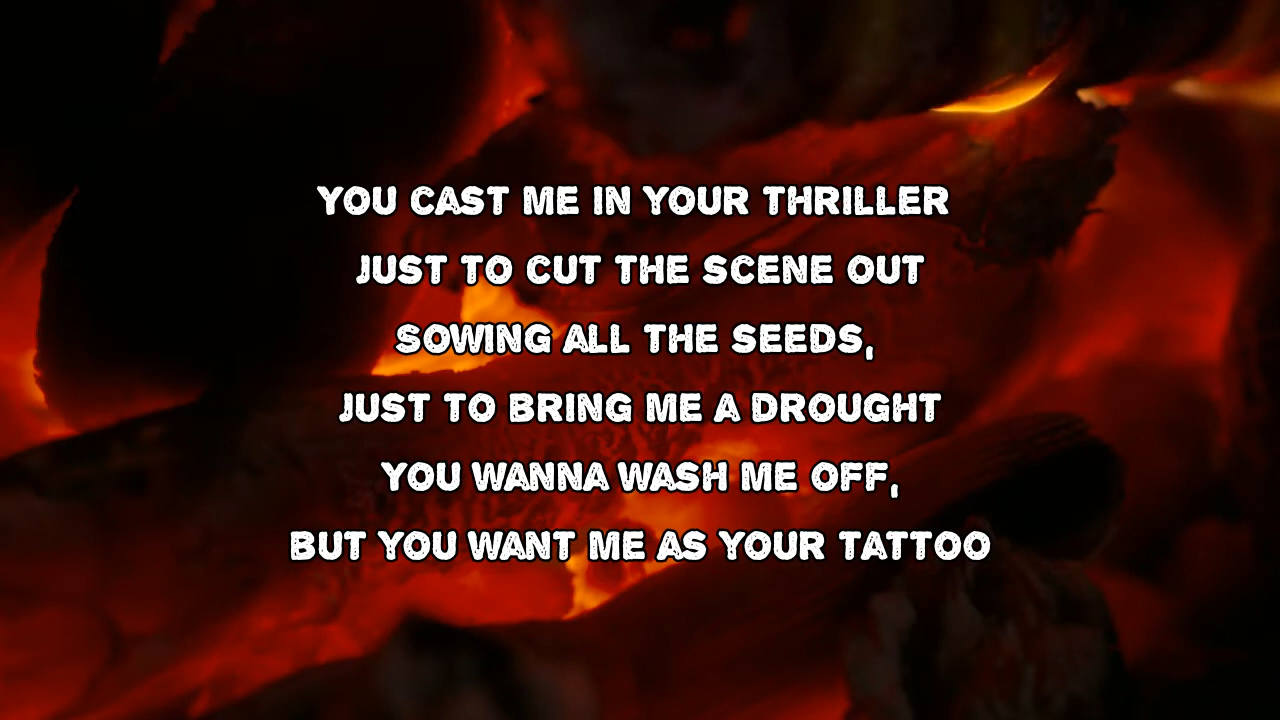 YOU CAST ME IN YOUR THRILLER
JUST TO CUT THE SCENE OUT
SOWING ALL THE SEEDS,
JUST TO BRING ME A DROUGHT
YOU WANNA WASH ME OFF,
BUT YOU WANT ME AS YOUR TATTOO